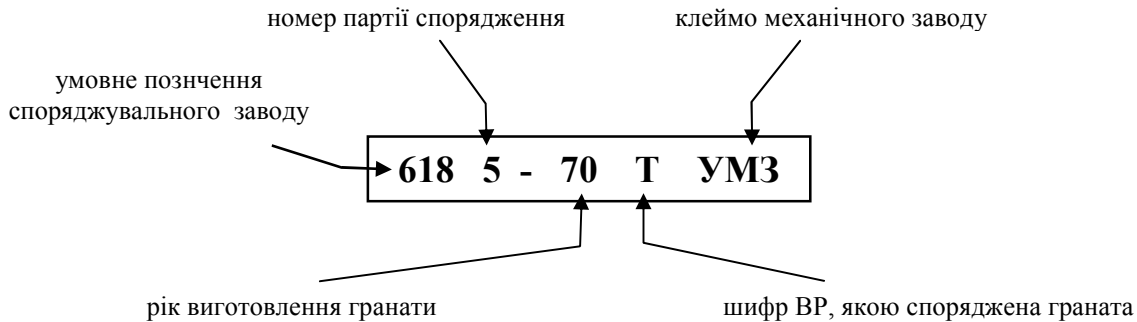 номер партії спорядження
клеймо механічного заводу
умовне познчення
споряджувального заводу
618 5 - 70 Т УМЗ
рік виготовлення гранати
шифр ВР, якою споряджена граната